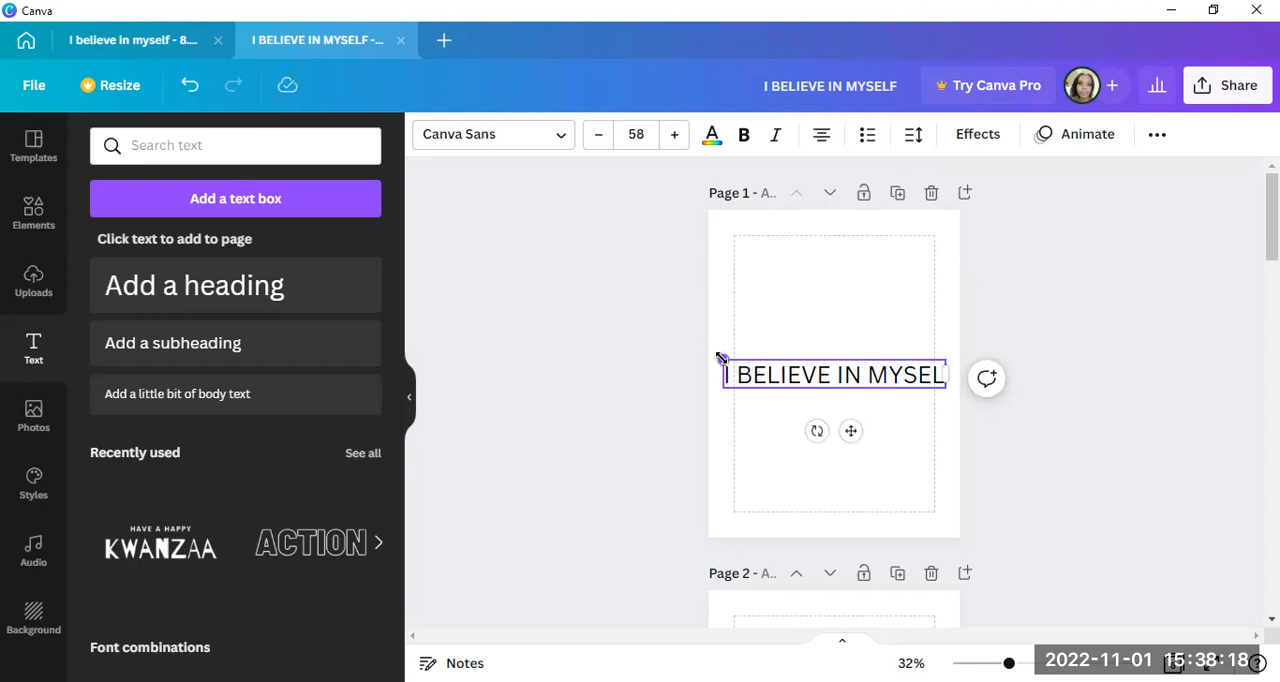 Canva
I believe in myself - 8....
I BELIEVE IN MYSELF -...
File
Resize
I BELIEVE IN MYSELF
Try Canva Pro
Share
Templates
Elements
Uploads
Text
Photos
Styles
Audio
Background
Search text
Add a text box
Click text to add to page
Add a heading
Add a subheading
Add a little bit of body text
Recently used
See all
HAVE A HAPPY
KWANZAA
ACTION
Font combinations
Canva Sans
58
A
B
I
Effects
Animate
Page 1 - A..
I BELIEVE IN MYSEL
Page 2 - A..
Notes
32%
2022-11-01 15:38:18